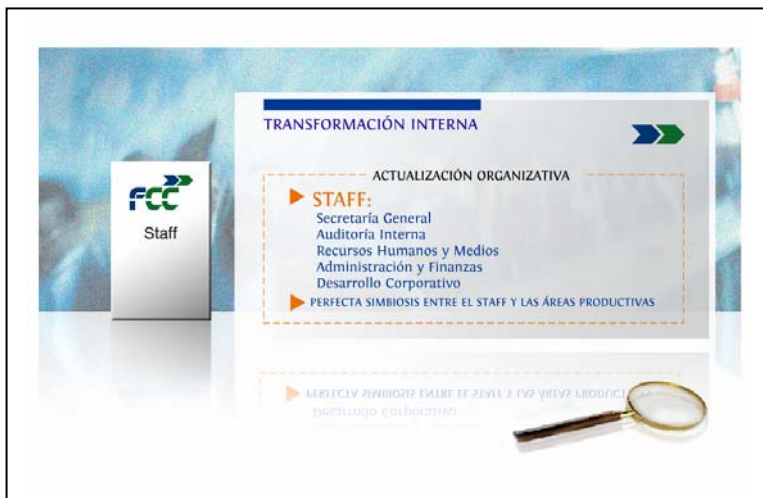 TRANSFORMACIÓN INTERNA
FCC
Staff
ACTUALIZACIÓN ORGANIZATIVA
STAFF:
Secretaría General
Auditoría Interna
Recursos Humanos y Medios
Administración y Finanzas
Desarrollo Corporativo
PERFECTA SIMBIOSIS ENTRE EL STAFF Y LAS ÁREAS PRODUCTIVAS